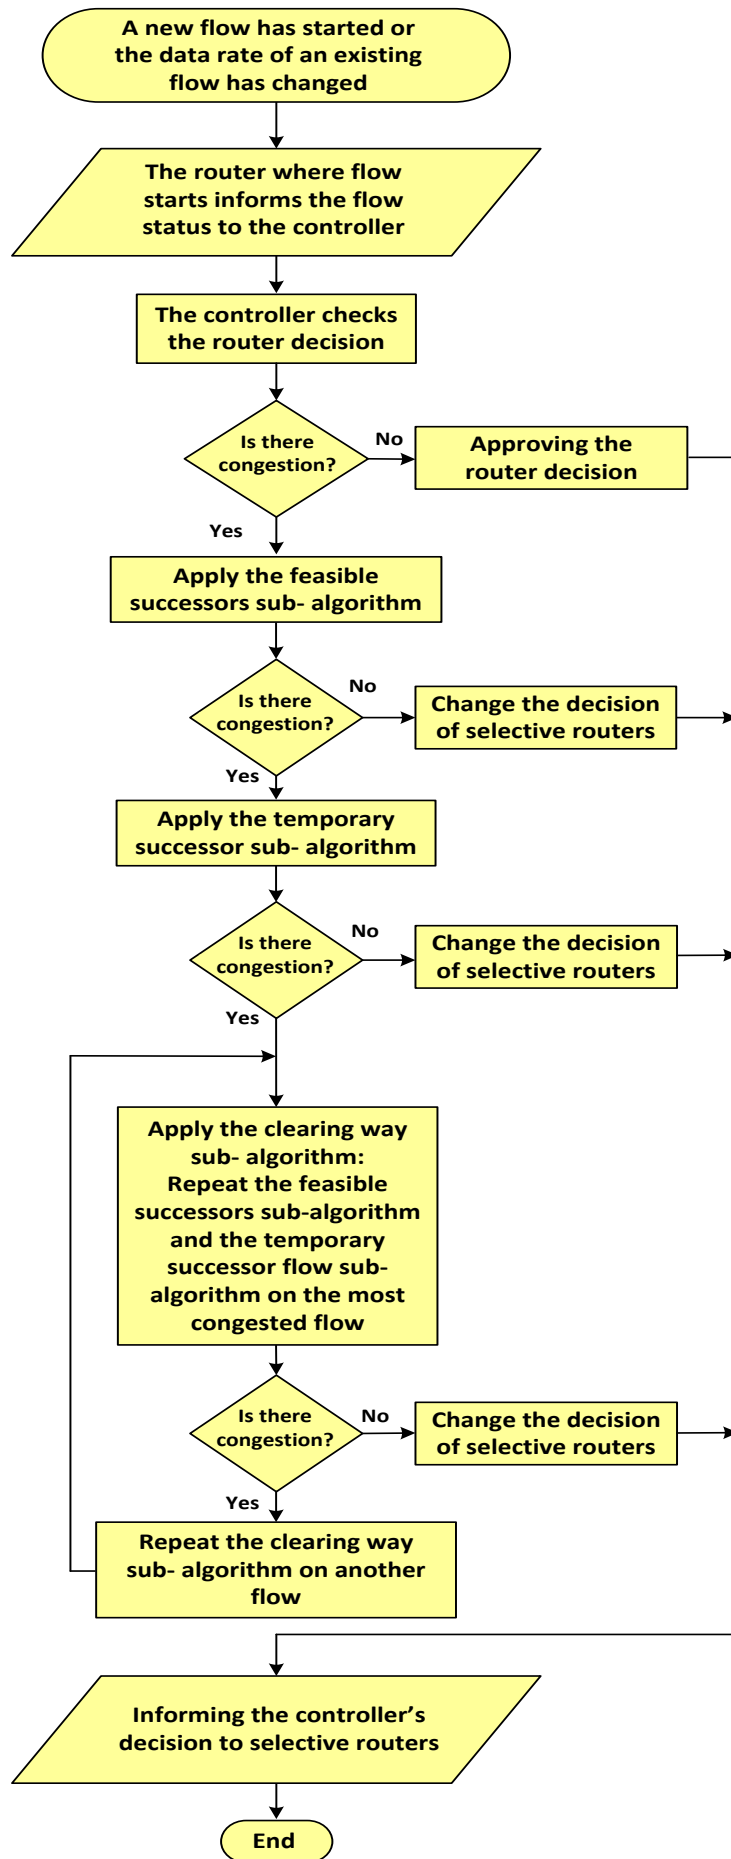 A new flow has started or
the data rate of an existing
flow has changed
The router where flow
starts informs the flow
status to the controller
The controller checks
the router decision
Is there
congestion?
No
Approving the
router decision
Yes
Apply the feasible
successors sub- algorithm
Is there
congestion?
No
Change the decision
of selective routers
Yes
Apply the temporary
successor sub- algorithm
Is there
congestion?
No
Change the decision
of selective routers
Yes
Apply the clearing way
sub- algorithm:
Repeat the feasible
successors sub-algorithm
and the temporary
successor flow sub-
algorithm on the most
congested flow
Is there
congestion?
No
Change the decision
of selective routers
Yes
Repeat the clearing way
sub- algorithm on another
flow
Informing the controller’s
decision to selective routers
End